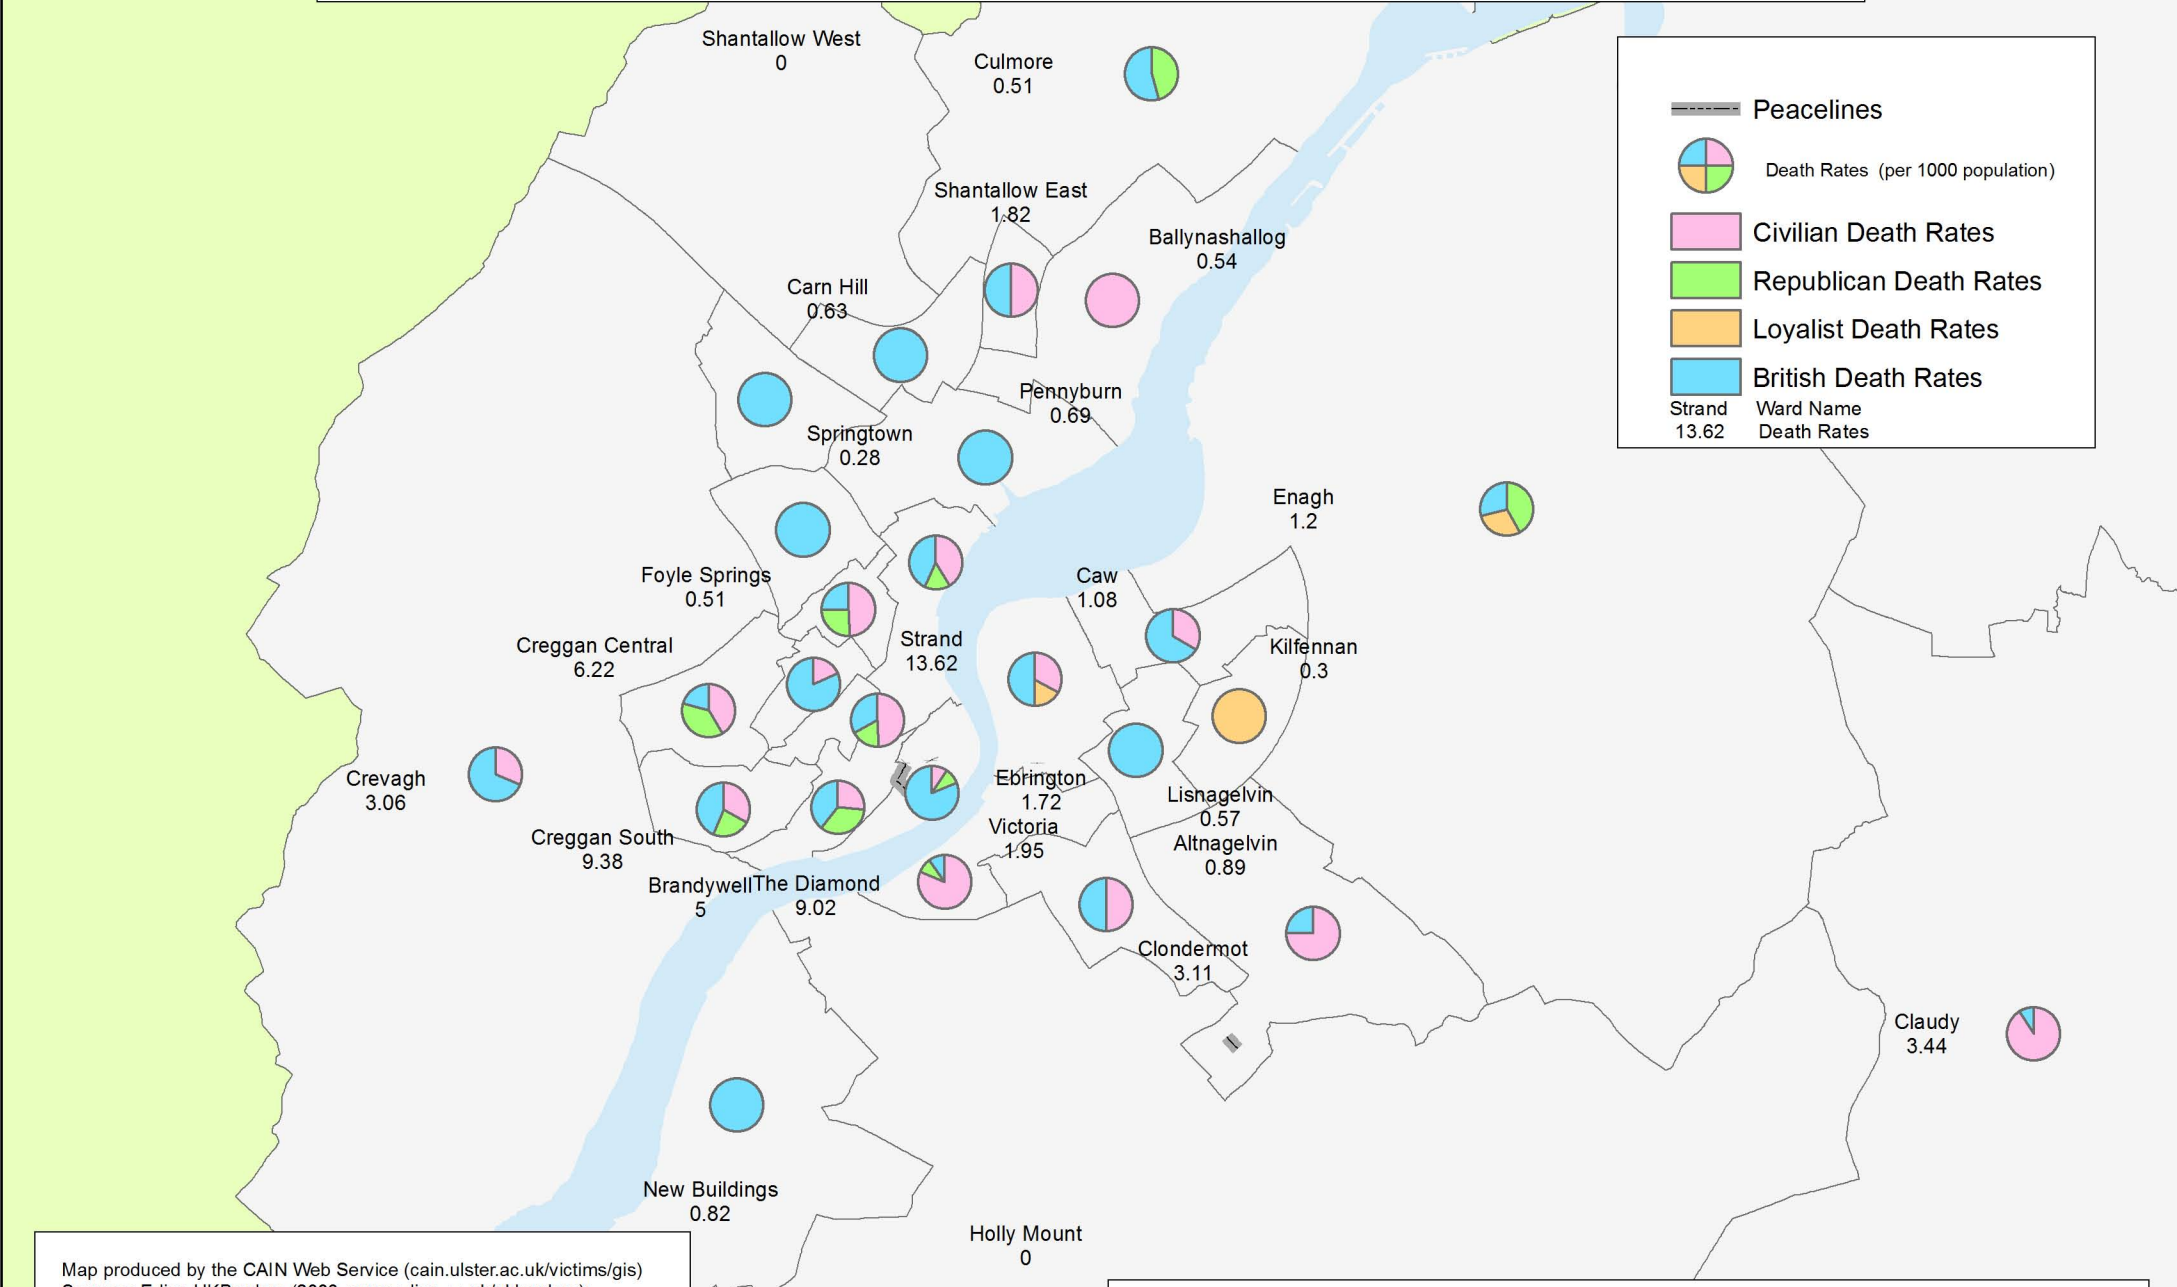 Shantallow West
0
Culmore
0.51
Shantallow East
1.82
Ballynashallog
0.54
Carn Hill
0.63
Pennyburn
0.69
Springtown
0.28
Enagh
1.2
Foyle Springs
0.51
Caw
1.08
Creggan Central
6.22
Strand
13.62
Kilfennan
0.3
Crevagh
3.06
Ebrington
1.72
Lisnagelvin
0.57
Creggan South
9.38
Victoria
1.95
Altnagelvin
0.89
Brandywell
5
The Diamond
9.02
Clondermot
3.11
Claudy
3.44
New Buildings
0.82
Holly Mount
0
Peacelines
Death Rates (per 1000 population)
Civilian Death Rates
Republican Death Rates
Loyalist Death Rates
British Death Rates
Strand Ward Name
13.62 Death Rates
Map produced by the CAIN Web Service (cain.ulster.ac.uk/victims/gis)